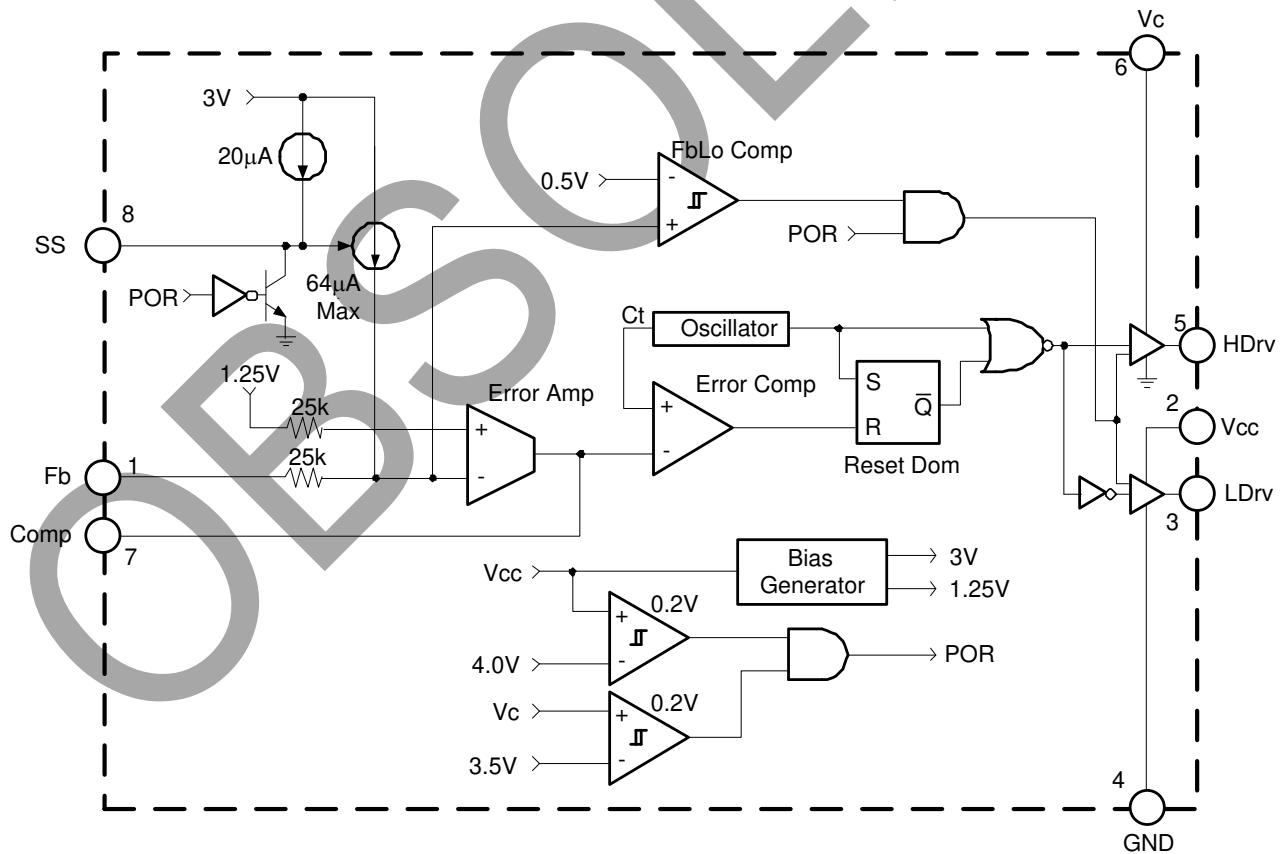 OBSOL
Vc
6
3V
20μA
FbLo Comp
0.5V
-
+
8
SS
POR
POR
64μA
Max
Ct
Oscillator
5
HDrv
1.25V
25k
Error Amp
+
-
Error Comp
+
-
S
R
Q̅
Reset Dom
2
Vcc
25k
1
Fb
LDrv
3
Comp
7
Vcc
Bias
Generator
3V
1.25V
0.2V
+
-
4.0V
POR
0.2V
Vc
+
-
3.5V
4
GND